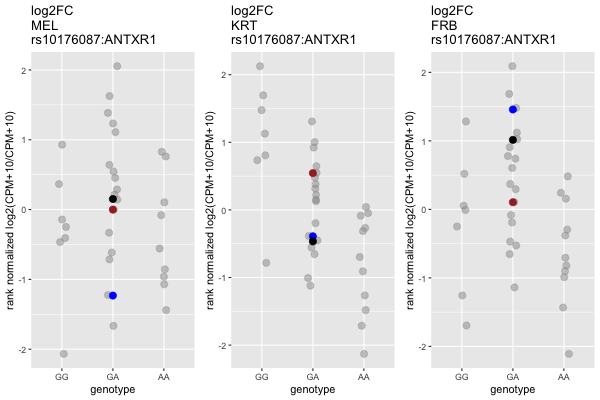 log2FC
MEL
rs10176087:ANTXR1
rank normalized log2(CPM+10/CPM+10)
2
1
0
-1
-2
GG
GA
AA
genotype
log2FC
KRT
rs10176087:ANTXR1
rank normalized log2(CPM+10/CPM+10)
2
1
0
-1
-2
GG
GA
AA
genotype
log2FC
FRB
rs10176087:ANTXR1
rank normalized log2(CPM+10/CPM+10)
2
1
0
-1
-2
GG
GA
AA
genotype